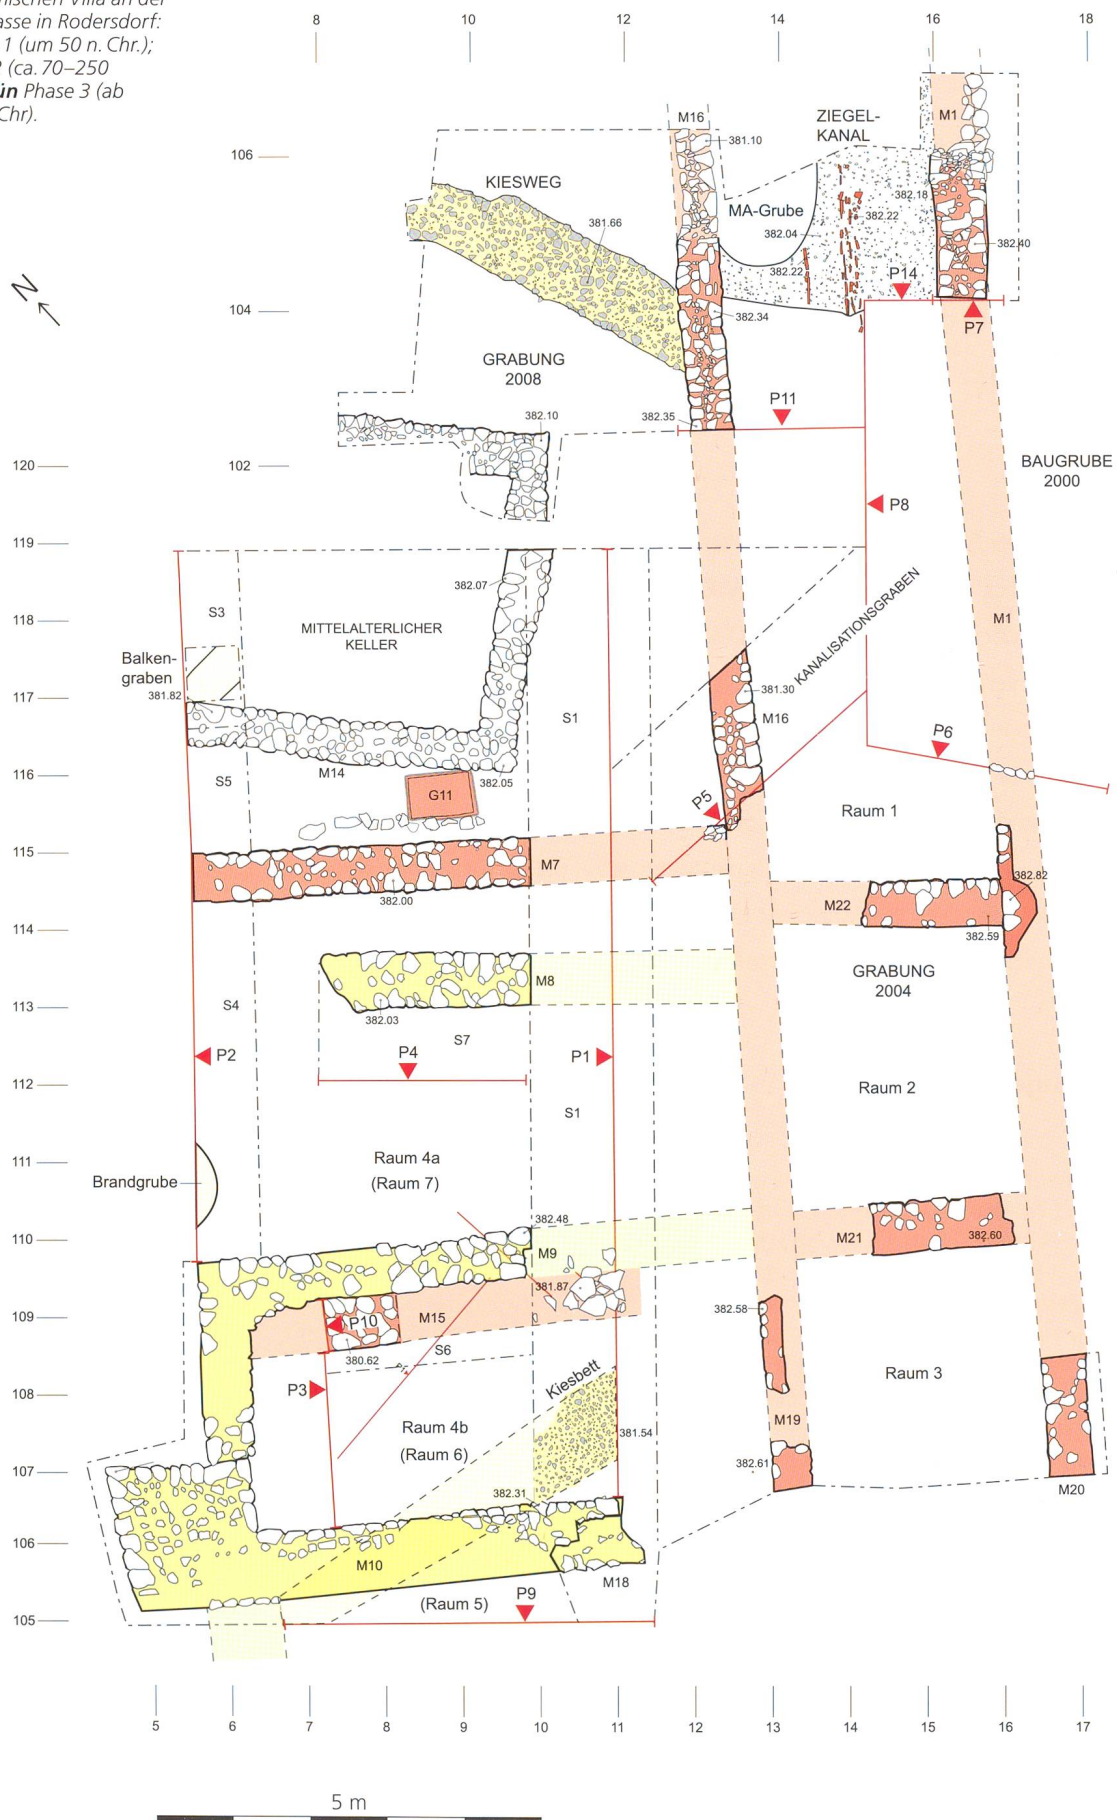 nischen Villa an der
asse in Rodersdorf:
1 (um 50 n. Chr.);
(ca. 70–250
ün Phase 3 (ab
Chr).
8
10
12
14
16
18
M16
381.10
ZIEGEL-
KANAL
M1
106
KIESWEG
382.18
381.66
MA-Grube
382.22
382.04
382.40
382.22
P14
N
104
382.34
P7
GRABUNG
2008
P11
382.10
382.35
120
102
BAUGRUBE
2000
P8
119
382.07
S3
118
MITTELALTERLICHER
KELLER
KANALISATIONSGRABEN
M1
Balken-
graben
381.82
117
381.30
S1
M16
P6
M14
116
S5
382.05
G11
P5
Raum 1
115
M7
382.82
382.00
M22
382.59
114
GRABUNG
2004
M8
113
S4
382.03
S7
P2
P4
P1
112
Raum 2
S1
111
Raum 4a
(Raum 7)
Brandgrube
382.48
110
M9
M21
382.60
381.87
109
P10
M15
382.58
S6
380.62
P1
Kiesbett
Raum 3
108
P3
Raum 4b
(Raum 6)
M19
381.54
107
382.61
382.31
M20
106
M10
M18
P9
(Raum 5)
105
5
6
7
8
9
10
11
12
13
14
15
16
17
5 m